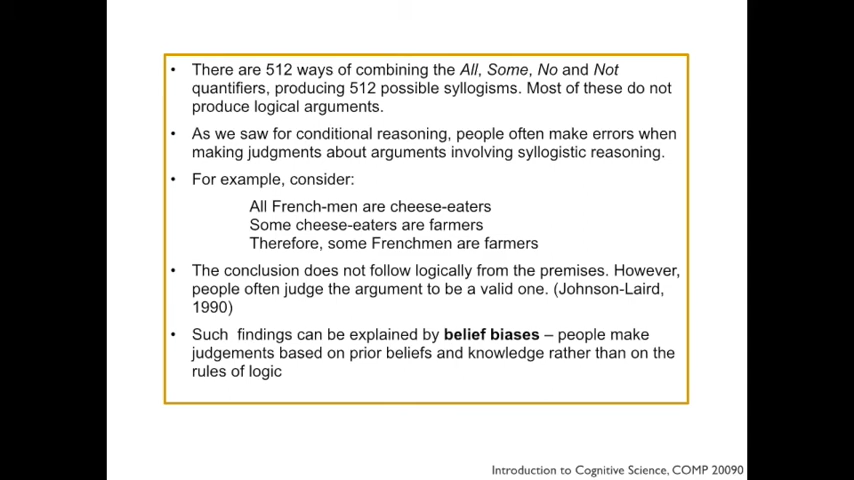 • There are 512 ways of combining the All, Some, No and Not
quantifiers, producing 512 possible syllogisms. Most of these do not
produce logical arguments.
• As we saw for conditional reasoning, people often make errors when
making judgments about arguments involving syllogistic reasoning.
• For example, consider:
All French-men are cheese-eaters
Some cheese-eaters are farmers
Therefore, some Frenchmen are farmers
• The conclusion does not follow logically from the premises. However,
people often judge the argument to be a valid one. (Johnson-Laird,
1990)
• Such findings can be explained by belief biases – people make
judgements based on prior beliefs and knowledge rather than on the
rules of logic
Introduction to Cognitive Science, COMP 20090